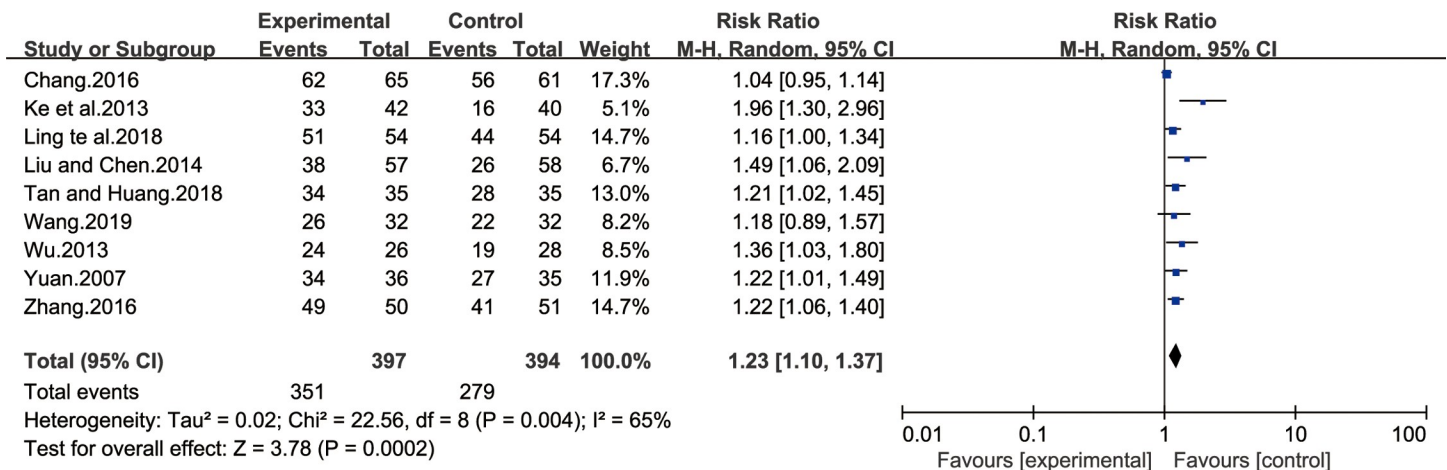 Experimental Control Risk Ratio Risk Ratio
Study or Subgroup Events Total Events Total Weight M-H, Random, 95% CI M-H, Random, 95% CI
Chang.2016 62 65 56 61 17.3% 1.04 [0.95, 1.14]
Ke et al.2013 33 42 16 40 5.1% 1.96 [1.30, 2.96]
Ling te al.2018 51 54 44 54 14.7% 1.16 [1.00, 1.34]
Liu and Chen.2014 38 57 26 58 6.7% 1.49 [1.06, 2.09]
Tan and Huang.2018 34 35 28 35 13.0% 1.21 [1.02, 1.45]
Wang.2019 26 32 22 32 8.2% 1.18 [0.89, 1.57]
Wu.2013 24 26 19 28 8.5% 1.36 [1.03, 1.80]
Yuan.2007 34 36 27 35 11.9% 1.22 [1.01, 1.49]
Zhang.2016 49 50 41 51 14.7% 1.22 [1.06, 1.40]
Total (95% CI) 397 394 100.0% 1.23 [1.10, 1.37]
Total events 351 279
Heterogeneity: Tau² = 0.02; Chi² = 22.56, df = 8 (P = 0.004); I² = 65%
Test for overall effect: Z = 3.78 (P = 0.0002)
0.01 0.1 1 10 100
Favours [experimental] Favours [control]